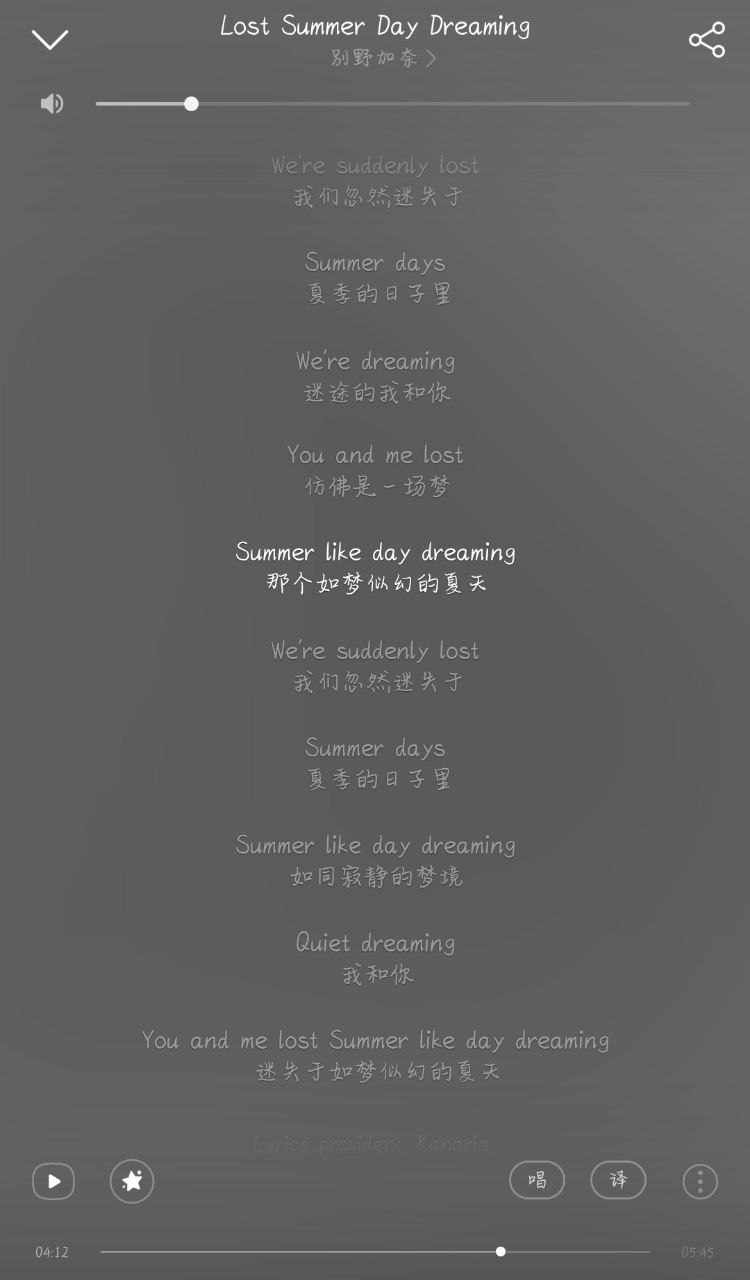 Lost Summer Day Dreaming
别野加奈
We're suddenly lost
我们忽然迷失于
Summer days
夏季的日子里
We're dreaming
迷途的我和你
You and me lost
仿佛是一场梦
Summer like day dreaming
那个如梦似幻的夏天
We're suddenly lost
我们忽然迷失于
Summer days
夏季的日子里
Summer like day dreaming
如同寂静的梦境
Quiet dreaming
我和你
You and me lost Summer like day dreaming
迷失于如梦似幻的夏天
Lyrics provider: Kanaria
唱
译
04:12
05:45